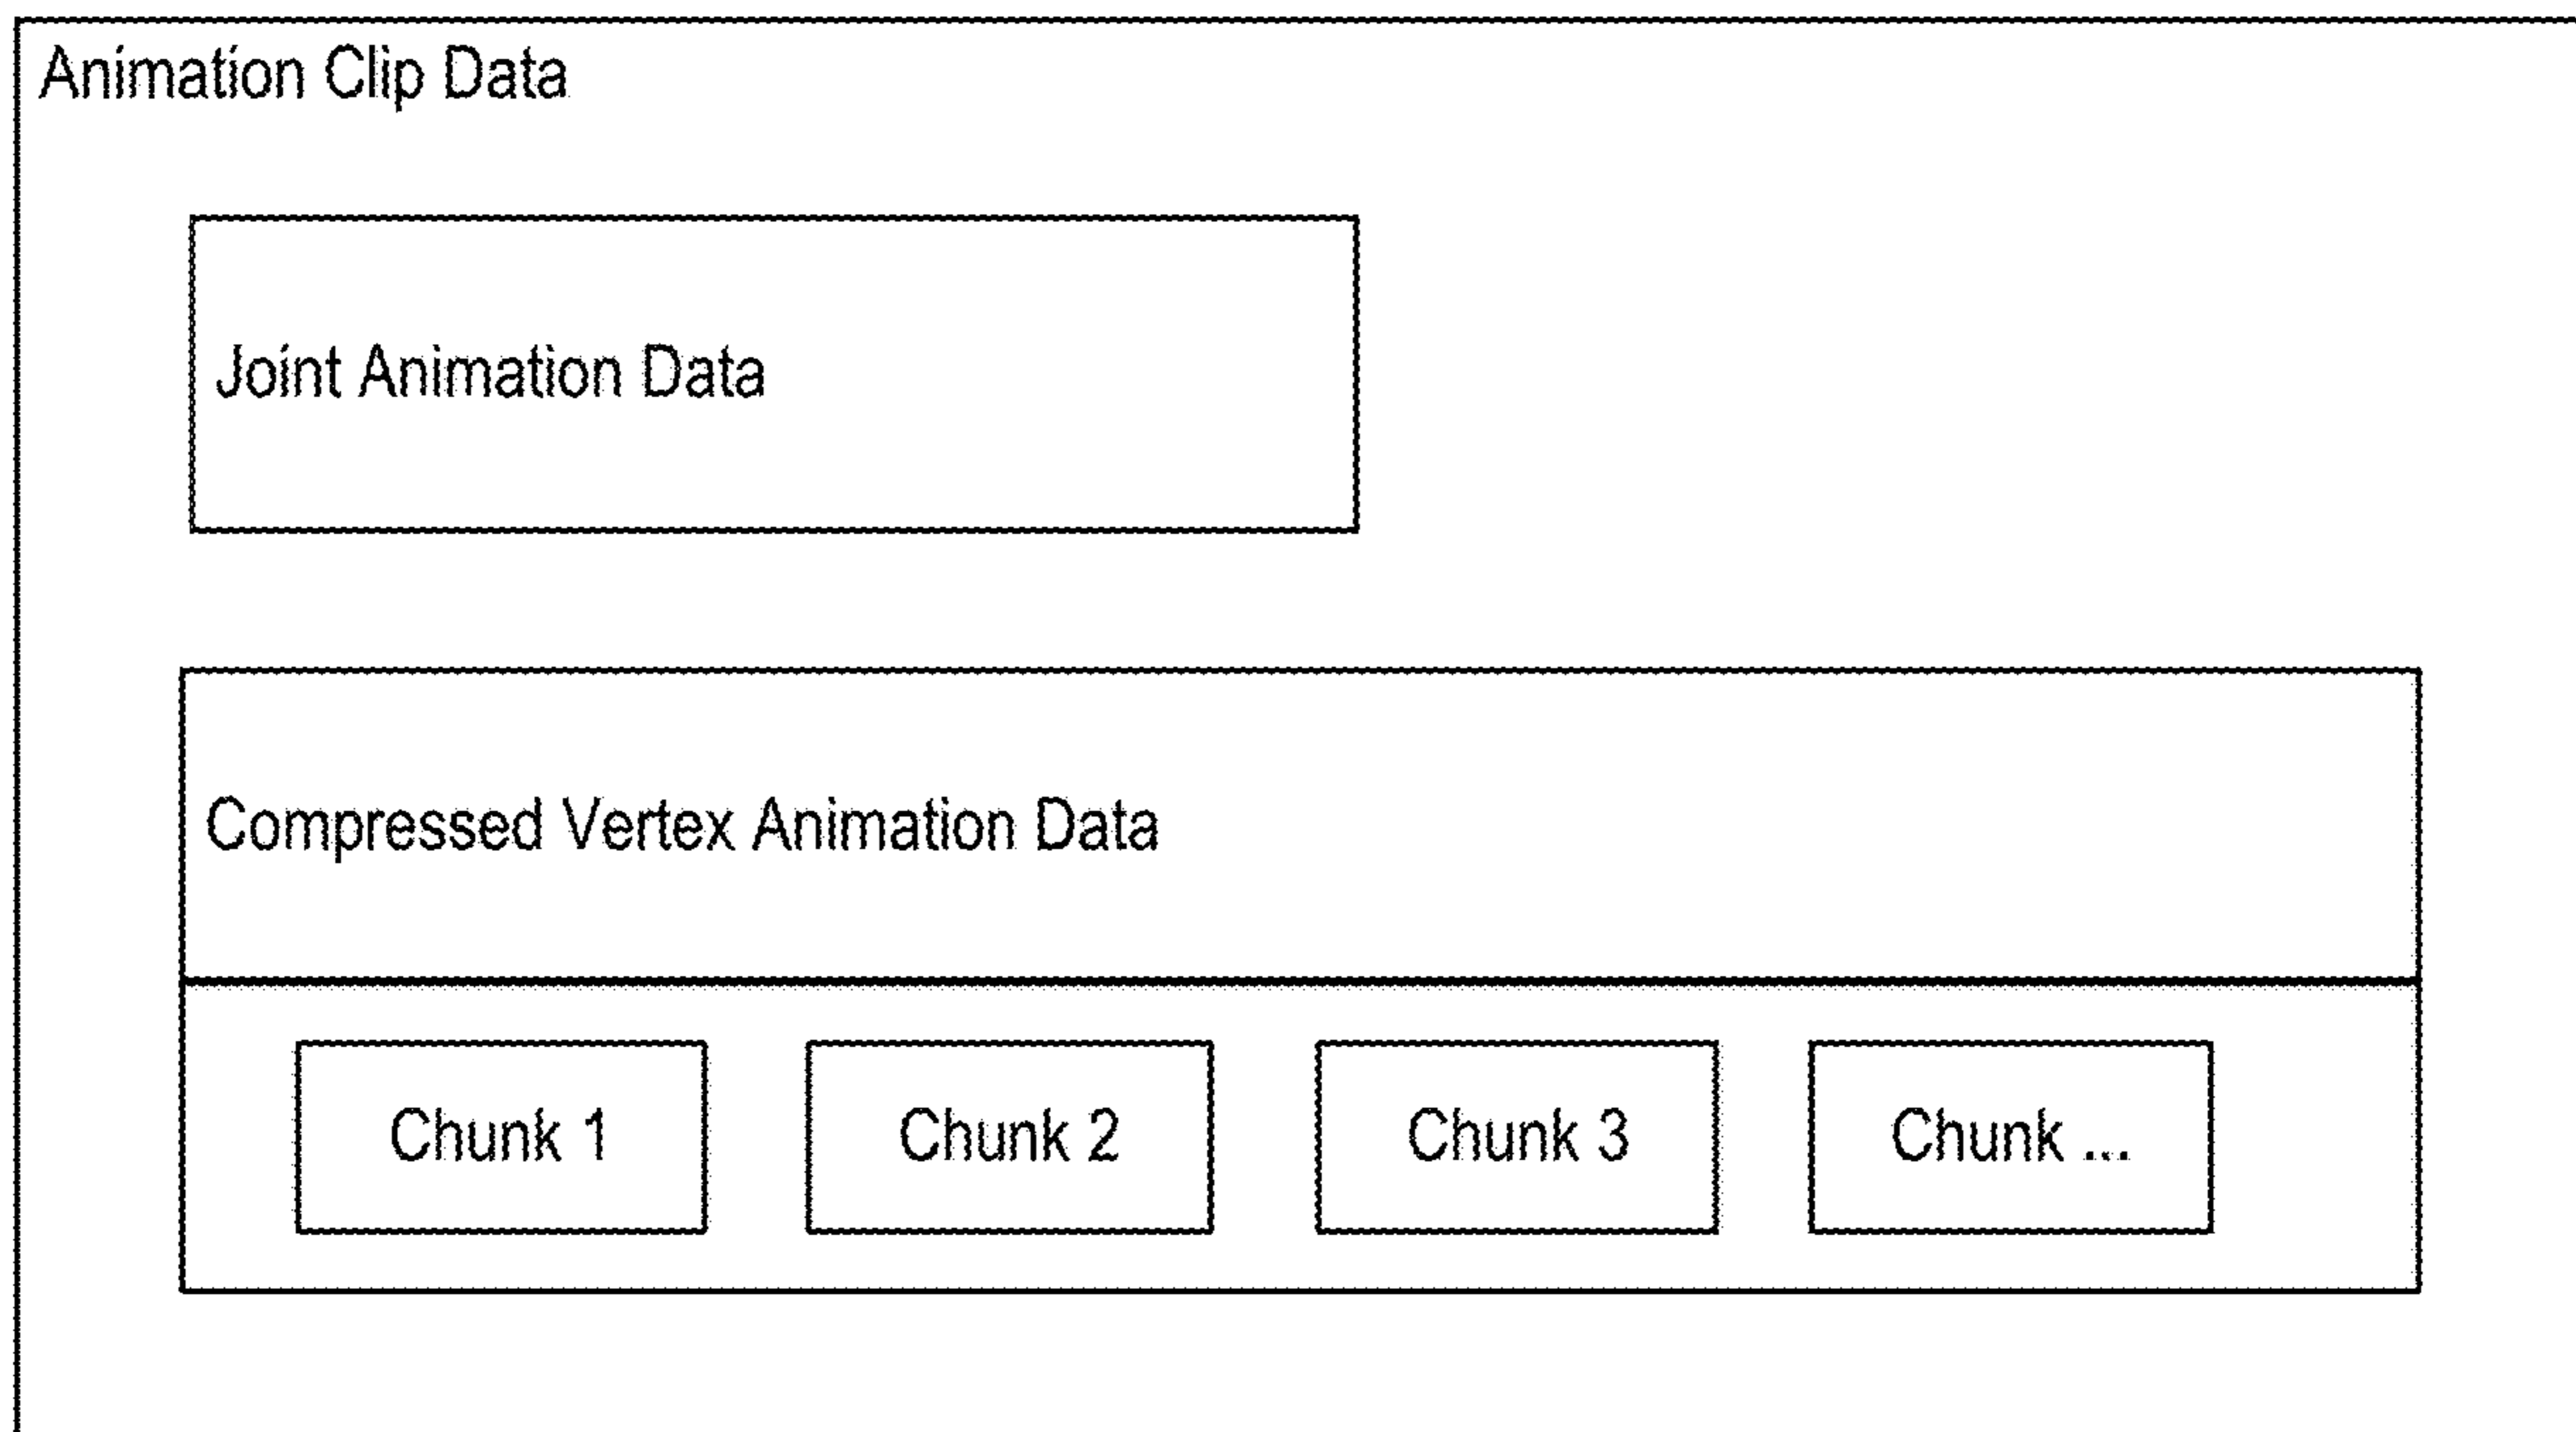 Animation Clip Data
Joint Animation Data
Compressed Vertex Animation Data
Chunk 1
Chunk 2
Chunk 3
Chunk ...